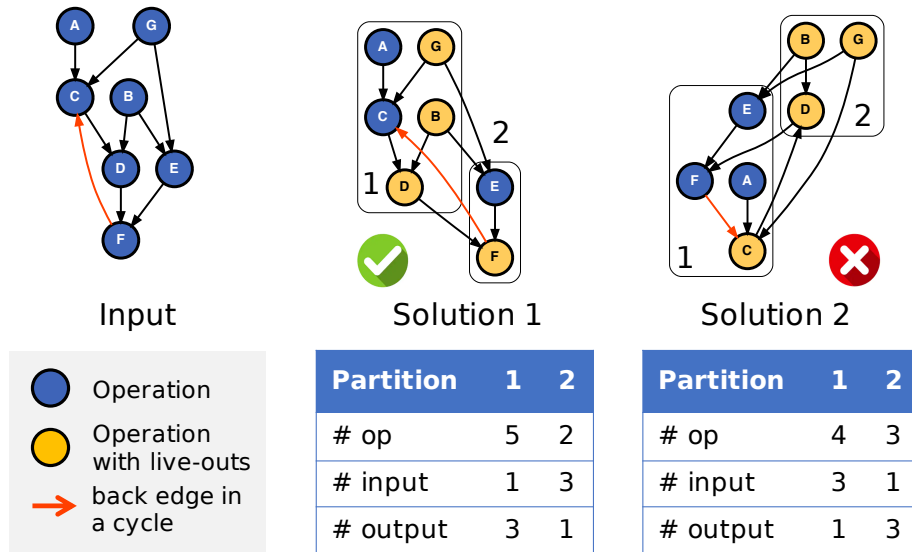 A G
C B
D E
F
Input
A G
C B
2
1 D E
F
Solution 1
B G
E D 2
F A
1 C
Solution 2
Operation
Operation
with live-outs
back edge in
a cycle
Partition 1 2
# op 5 2
# input 1 3
# output 3 1
Partition 1 2
# op 4 3
# input 3 1
# output 1 3